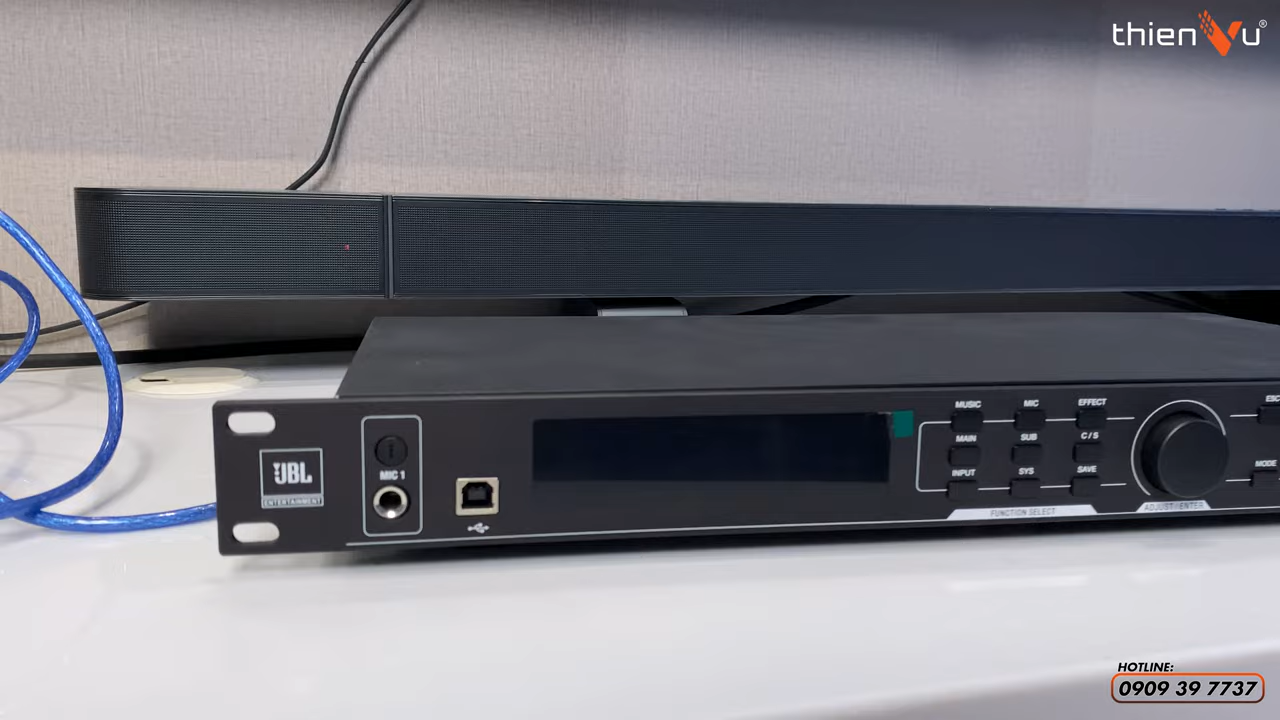 thienVu®
JBL
ENTERTAINMENT
MIC 1
MUSIC MIC EFFECT
MAIN SUB C / S
INPUT SYS SAVE
FUNCTION SELECT
ADJUST/ENTER
ESC
MODE
HOTLINE:
0909 39 7737